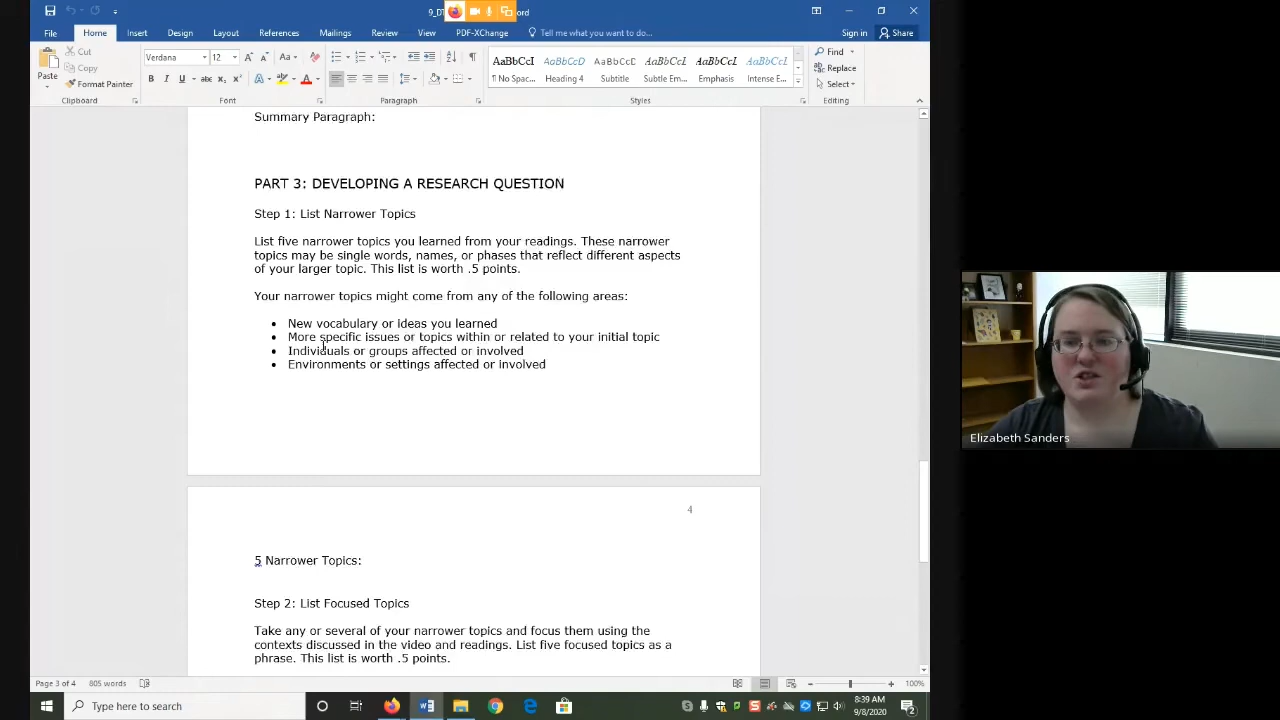 9_DT
ord
File
Home
Insert
Design
Layout
References
Mailings
Review
View
PDF-XChange
Tell me what you want to do...
Sign in
Share
Paste
Cut
Copy
Format Painter
Verdana
12
AaBbCcI
AaBbCcD
AaBbCcD
AaBbCcI
AaBbCcI
AaBbCcI
¶ No Spac...
Heading 4
Subtitle
Subtle Em...
Emphasis
Intense E...
Find
Replace
Select
Clipboard
Font
Paragraph
Styles
Editing
Summary Paragraph:
PART 3: DEVELOPING A RESEARCH QUESTION
Step 1: List Narrower Topics
List five narrower topics you learned from your readings. These narrower
topics may be single words, names, or phases that reflect different aspects
of your larger topic. This list is worth .5 points.
Your narrower topics might come from any of the following areas:
• New vocabulary or ideas you learned
• More specific issues or topics within or related to your initial topic
• Individuals or groups affected or involved
• Environments or settings affected or involved
4
5 Narrower Topics:
Step 2: List Focused Topics
Take any or several of your narrower topics and focus them using the
contexts discussed in the video and readings. List five focused topics as a
phrase. This list is worth .5 points.
Elizabeth Sanders
Page 3 of 4
805 words
100%
Type here to search
8:39 AM
9/8/2020
2